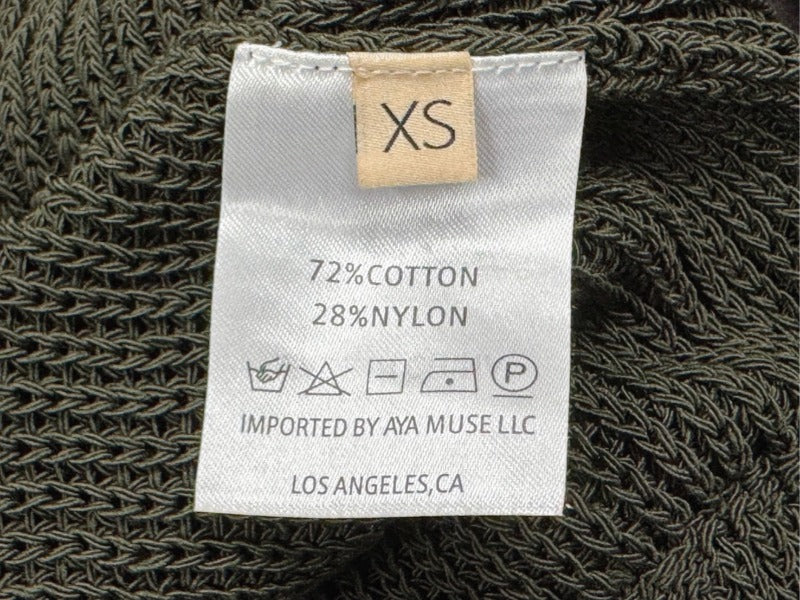 XS
72%COTTON
28%NYLON
P
IMPORTED BY AYA MUSE LLC
LOS ANGELES,CA